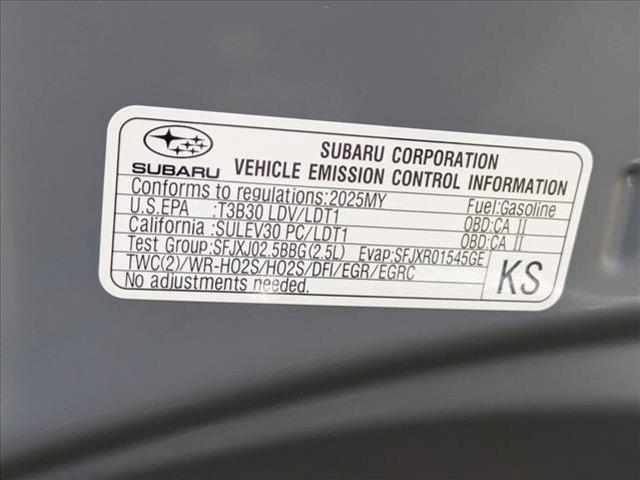 SUBARU
SUBARU CORPORATION
VEHICLE EMISSION CONTROL INFORMATION
Conforms to regulations:2025MY Fuel:Gasoline
U.S.EPA :T3B30 LDV/LDT1 OBD:CA II
California :SULEV30 PC/LDT1 OBD:CA II
Test Group:SFJXJ02.5BBG(2.5L) Evap:SFJXR01545GE
TWC(2)/WR-HO2S/HO2S/DFI/EGR/EGRC
No adjustments needed.
KS